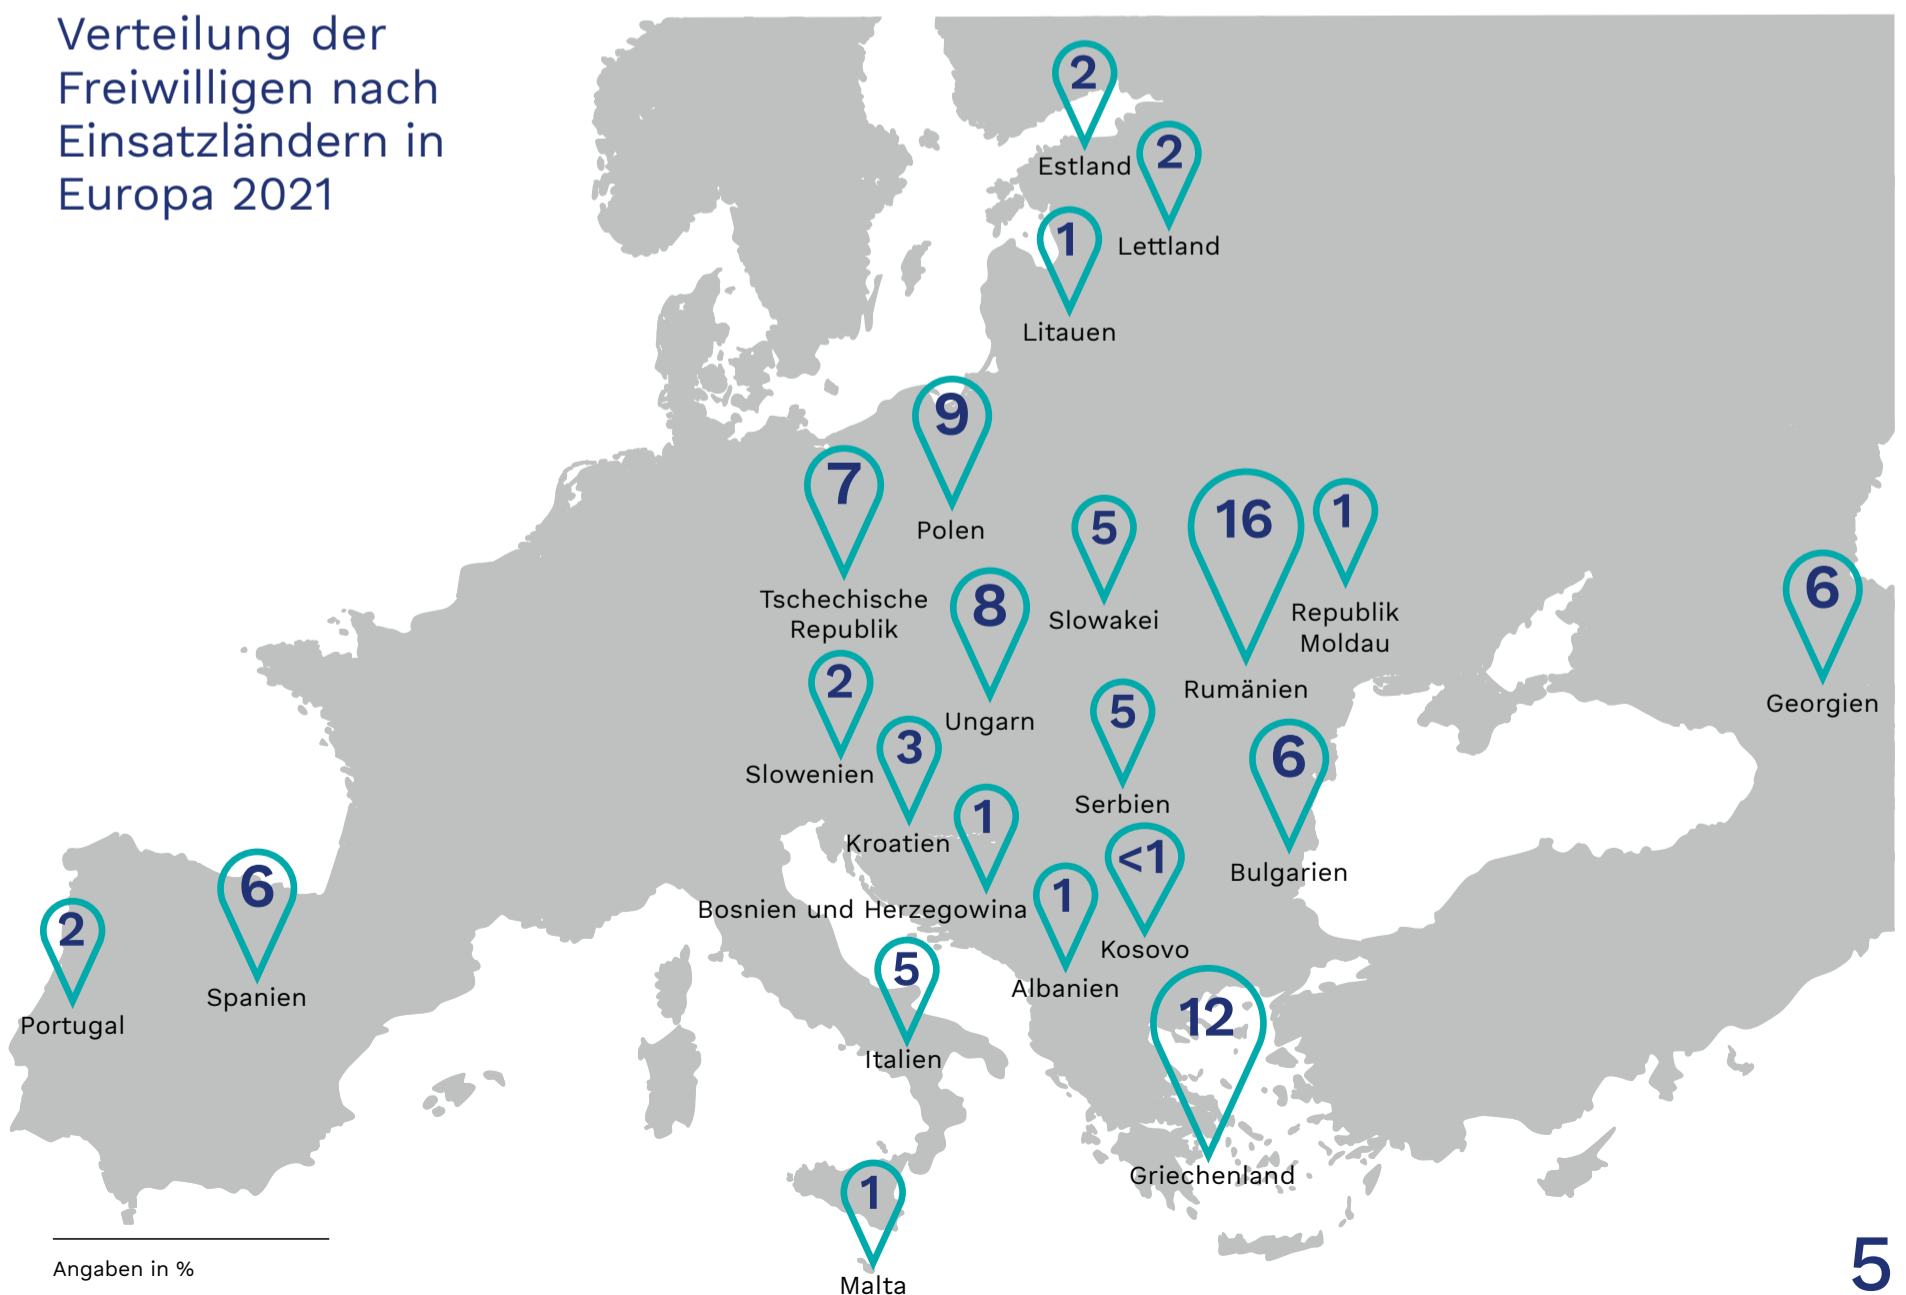 Verteilung der
Freiwilligen nach
Einsatzländern in
Europa 2021
2
Estland
2
Lettland
1
Litauen
9
Polen
7
Tschechische
Republik
5
Slowakei
16
Rumänien
1
Republik
Moldau
6
Georgien
8
Ungarn
2
Slowenien
3
Kroatien
5
Serbien
6
Bulgarien
1
Bosnien und Herzegowina
<1
Kosovo
1
Albanien
6
Spanien
2
Portugal
5
Italien
12
Griechenland
1
Malta
Angaben in %
5